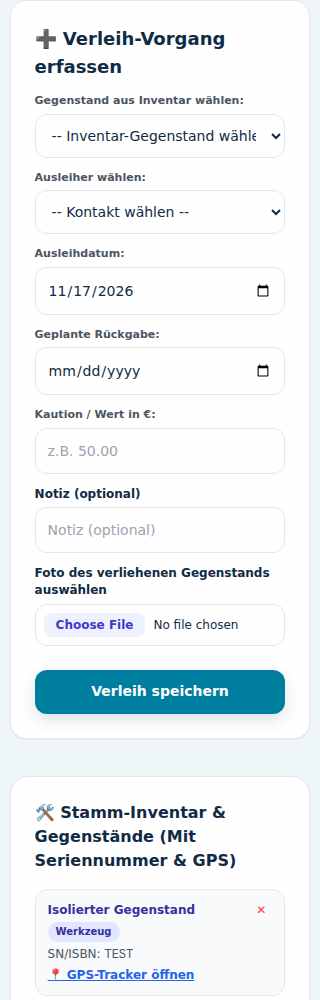 ➕ Verleih-Vorgang
erfassen
Gegenstand aus Inventar wählen:
-- Inventar-Gegenstand wähle
Ausleiher wählen:
-- Kontakt wählen --
Ausleihdatum:
11/17/2026
Geplante Rückgabe:
mm/dd/yyyy
Kaution / Wert in €:
z.B. 50.00
Notiz (optional)
Notiz (optional)
Foto des verliehenen Gegenstands
auswählen
Choose File No file chosen
Verleih speichern
🛠️ Stamm-Inventar &
Gegenstände (Mit
Seriennummer & GPS)
Isolierter Gegenstand ×
Werkzeug
SN/ISBN: TEST
📍 GPS-Tracker öffnen